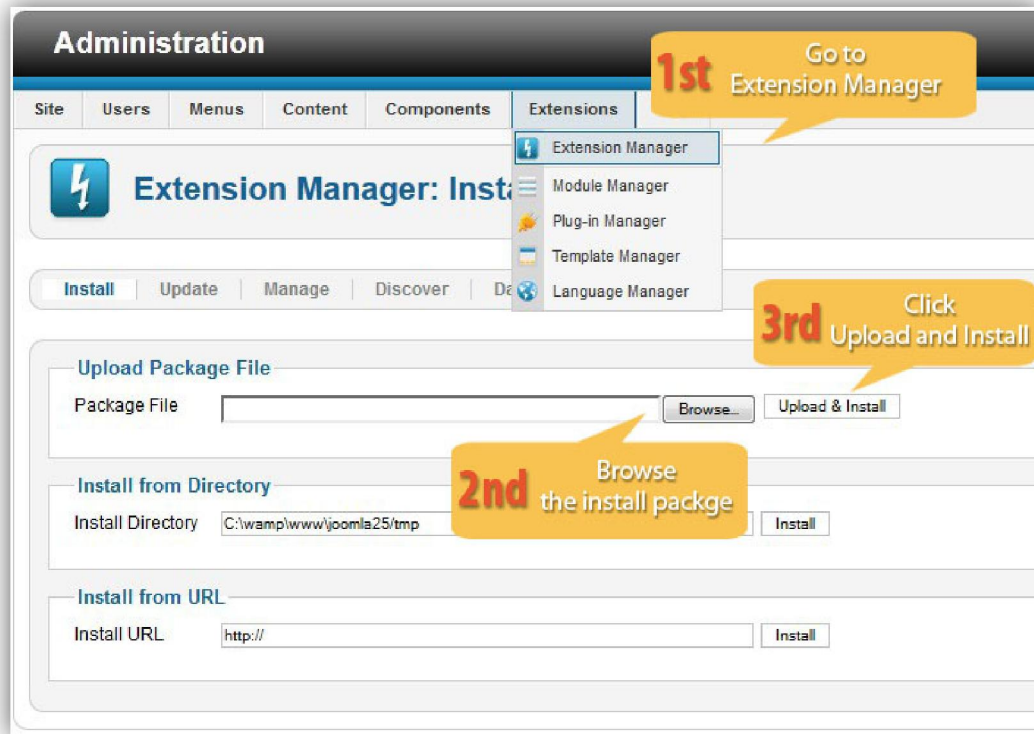 Administration
1st Go to
Extension Manager
Site Users Menus Content Components Extensions
Extension Manager
Extension Manager: Insta
Module Manager
Plug-in Manager
Template Manager
Language Manager
Install Update Manage Discover Da
3rd Click
Upload and Install
Upload Package File
Package File Browse... Upload & Install
2nd Browse
the install packge
Install from Directory
Install Directory C:\wamp\www\joomla25/tmp Install
Install from URL
Install URL http:// Install